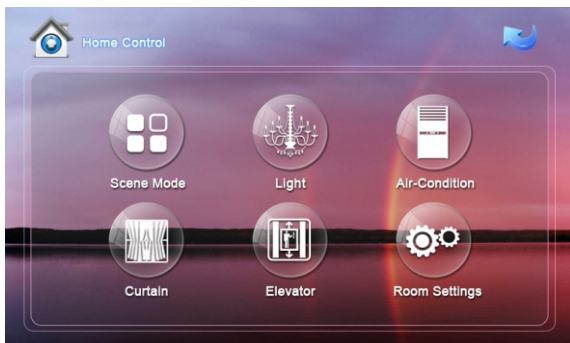 Home Control
Scene Mode
Light
Air-Condition
Curtain
Elevator
Room Settings